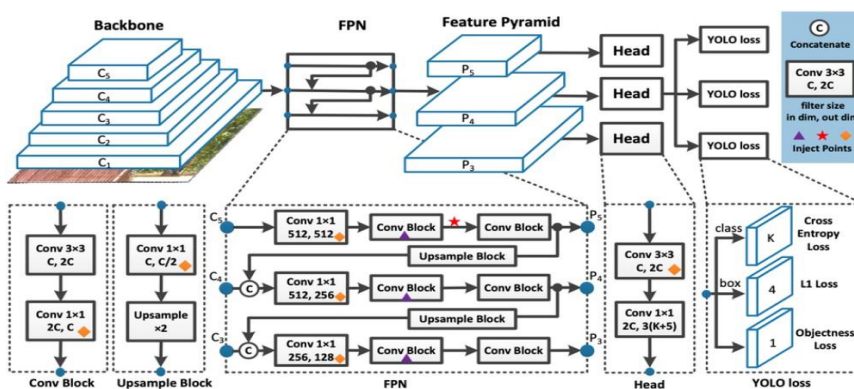 Backbone
FPN
Feature Pyramid
C5
C4
C3
C2
C1
P5
P4
P3
Head
Head
Head
YOLO loss
YOLO loss
YOLO loss
C
Concatenate
Conv 3×3
C, 2C
filter size
in dim, out dim
Inject Points
Conv 3×3
C, 2C
Conv 1×1
2C, C
Conv Block
Conv 1×1
C, C/2
Upsample
×2
Upsample Block
C5
Conv 1×1
512, 512
Conv Block
Conv Block
P5
Upsample Block
C4
C
Conv 1×1
512, 256
Conv Block
Conv Block
P4
Upsample Block
C3
C
Conv 1×1
256, 128
Conv Block
Conv Block
P3
FPN
Conv 3×3
C, 2C
Conv 1×1
2C, 3(K+5)
Head
class
K
Cross
Entropy
Loss
box
4
L1 Loss
1
Objectness
Loss
YOLO loss